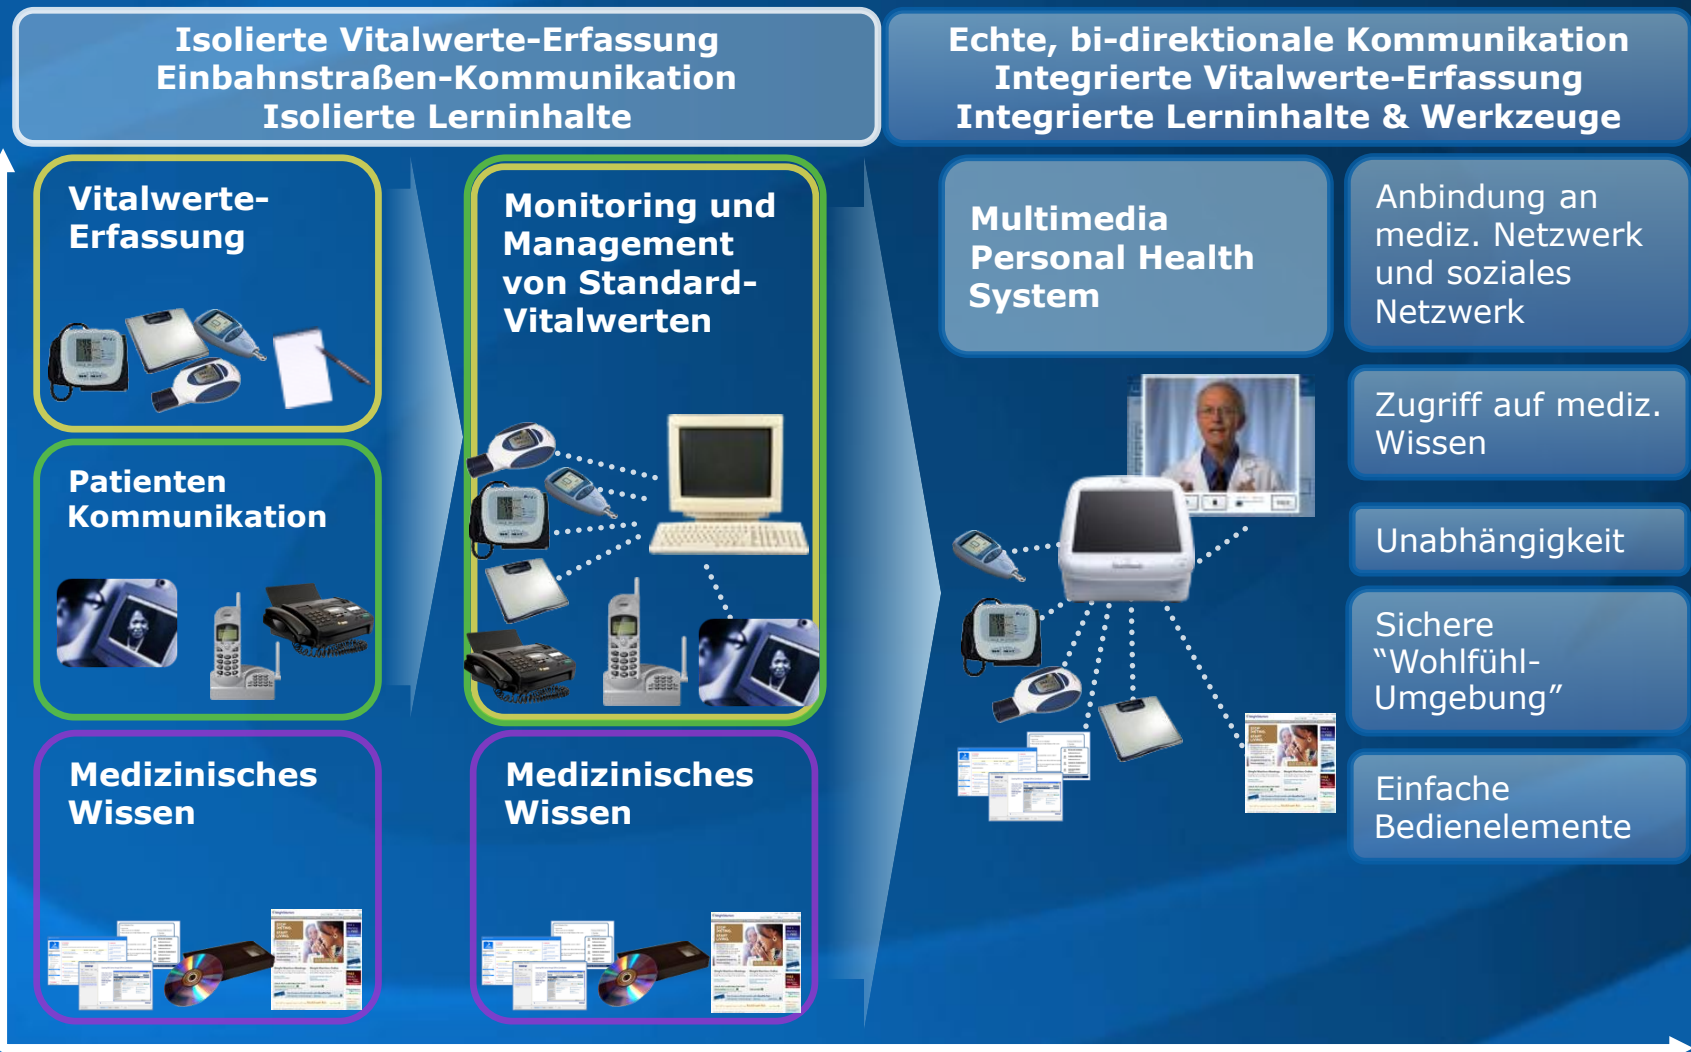 Isolierte Vitalwerte-Erfassung
Einbahnstraßen-Kommunikation
Isolierte Lerninhalte
Echte, bi-direktionale Kommunikation
Integrierte Vitalwerte-Erfassung
Integrierte Lerninhalte & Werkzeuge
Vitalwerte-
Erfassung
Patienten
Kommunikation
Medizinisches
Wissen
Monitoring und
Management
von Standard-
Vitalwerten
Medizinisches
Wissen
Multimedia
Personal Health
System
Anbindung an
mediz. Netzwerk
und soziales
Netzwerk
Zugriff auf mediz.
Wissen
Unabhängigkeit
Sichere
“Wohlfühl-
Umgebung”
Einfache
Bedienelemente